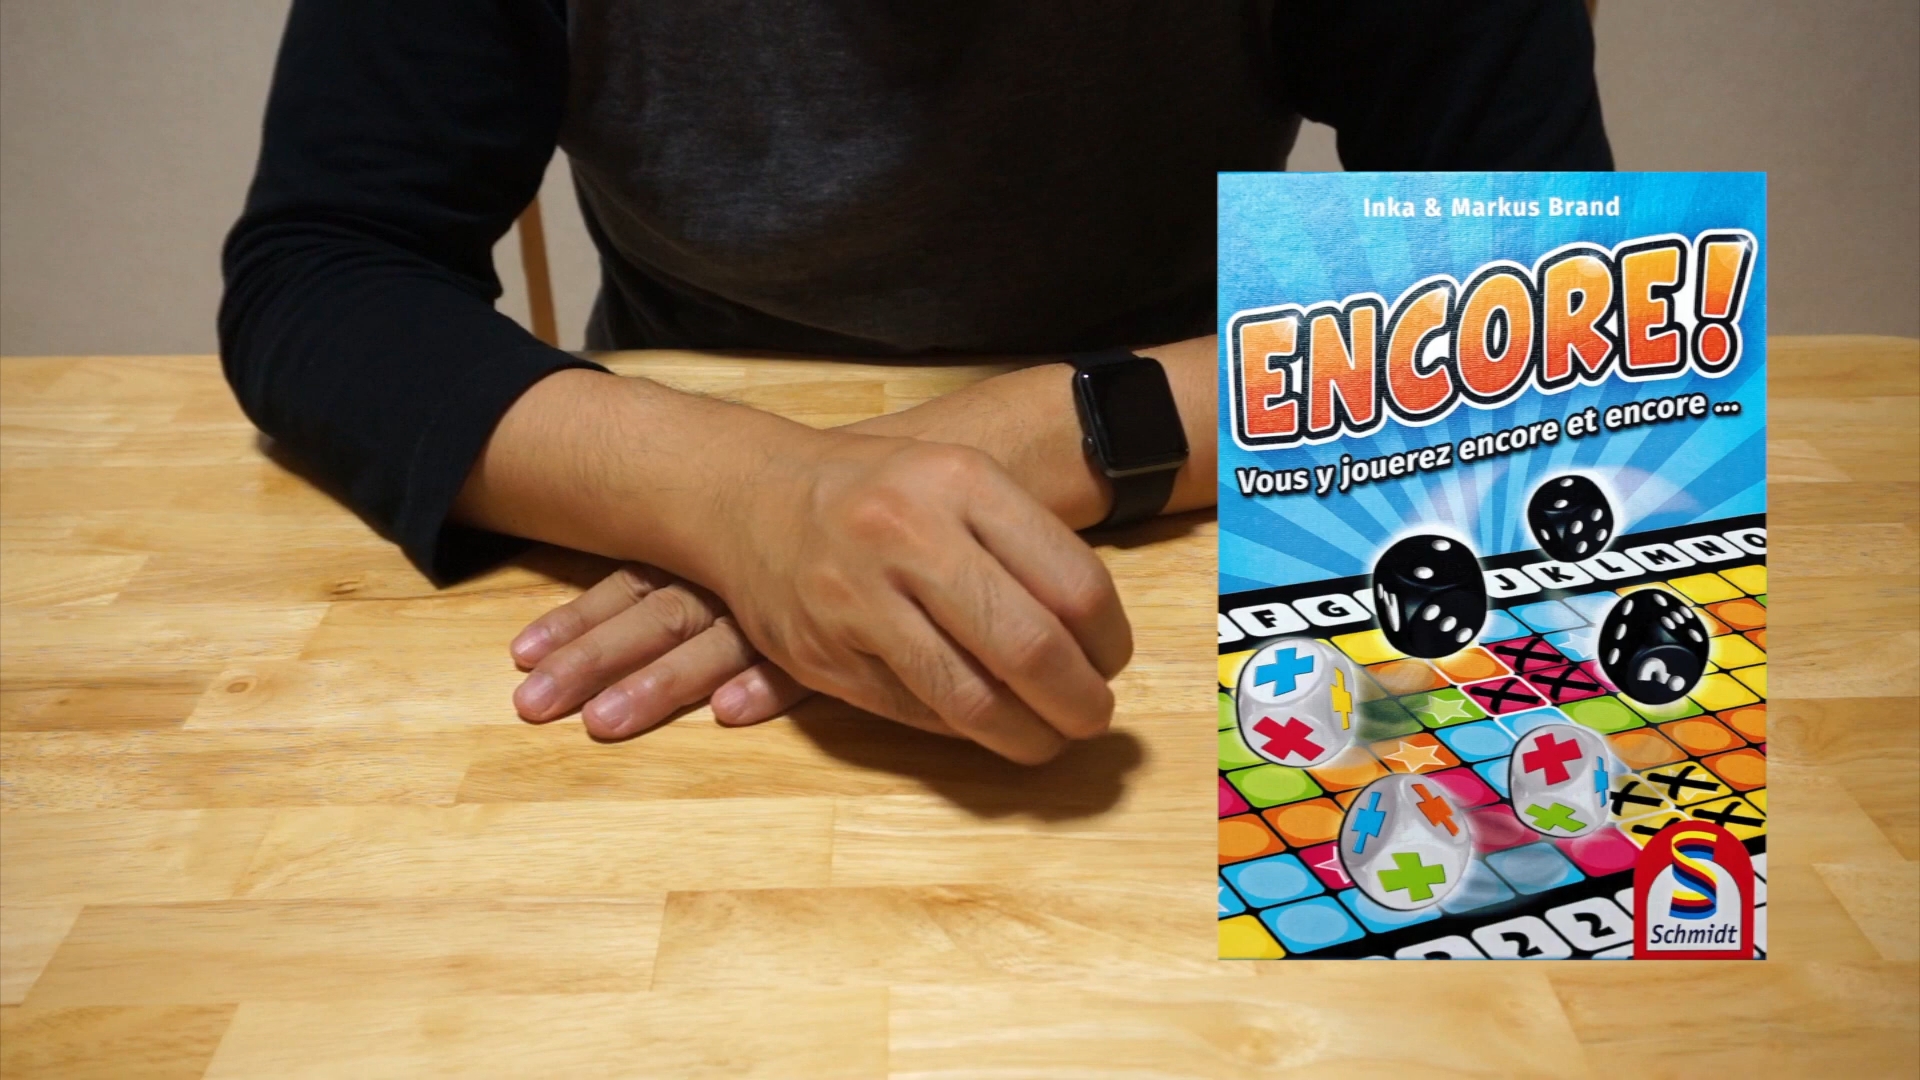 Inka & Markus Brand
ENCORE!
Vous y jouerez encore et encore ...
F G J K L M N O
?
2 2
Schmidt